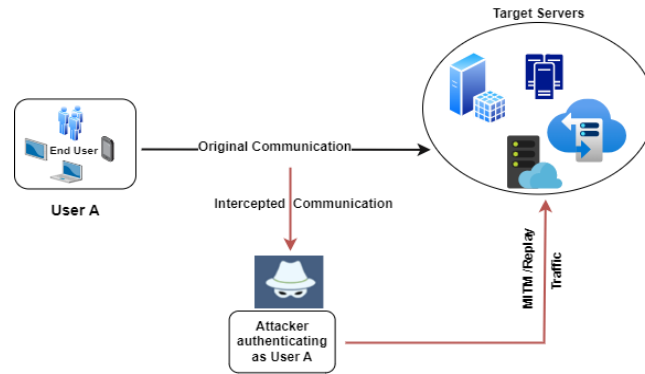 Target Servers
End User
Original Communication
User A
Intercepted Communication
MITM /Replay
Traffic
Attacker
authenticating
as User A